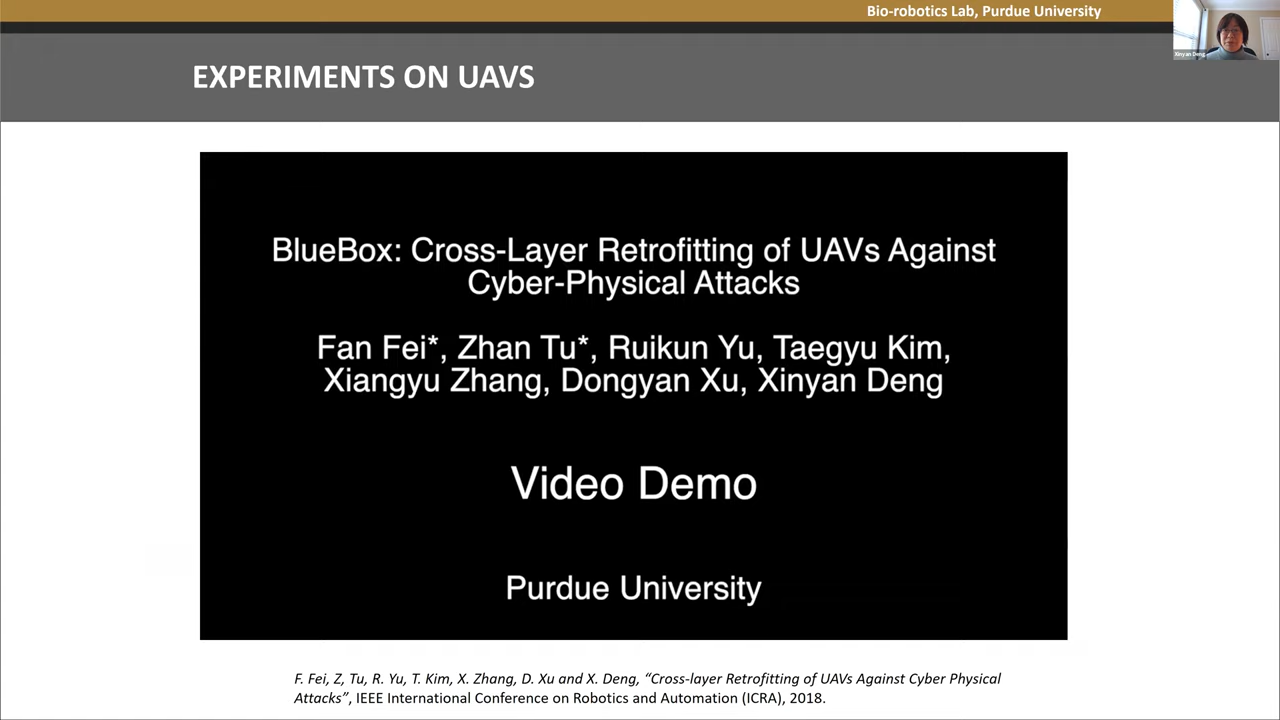 Bio-robotics Lab, Purdue University
Xinyan Deng
EXPERIMENTS ON UAVS
BlueBox: Cross-Layer Retrofitting of UAVs Against
Cyber-Physical Attacks
Fan Fei*, Zhan Tu*, Ruikun Yu, Taegyu Kim,
Xiangyu Zhang, Dongyan Xu, Xinyan Deng
Video Demo
Purdue University
F. Fei, Z, Tu, R. Yu, T. Kim, X. Zhang, D. Xu and X. Deng, “Cross-layer Retrofitting of UAVs Against Cyber Physical
Attacks”, IEEE International Conference on Robotics and Automation (ICRA), 2018.